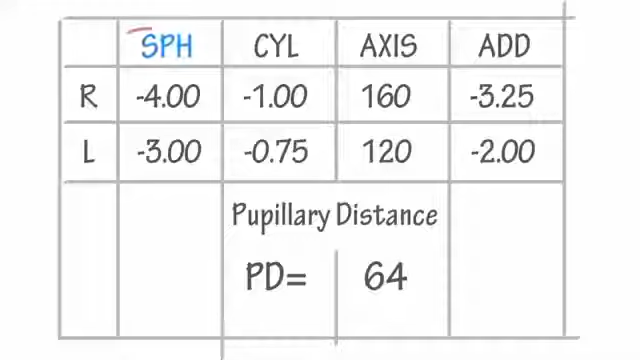 SPH CYL AXIS ADD
R -4.00 -1.00 160 -3.25
L -3.00 -0.75 120 -2.00
Pupillary Distance
PD= 64